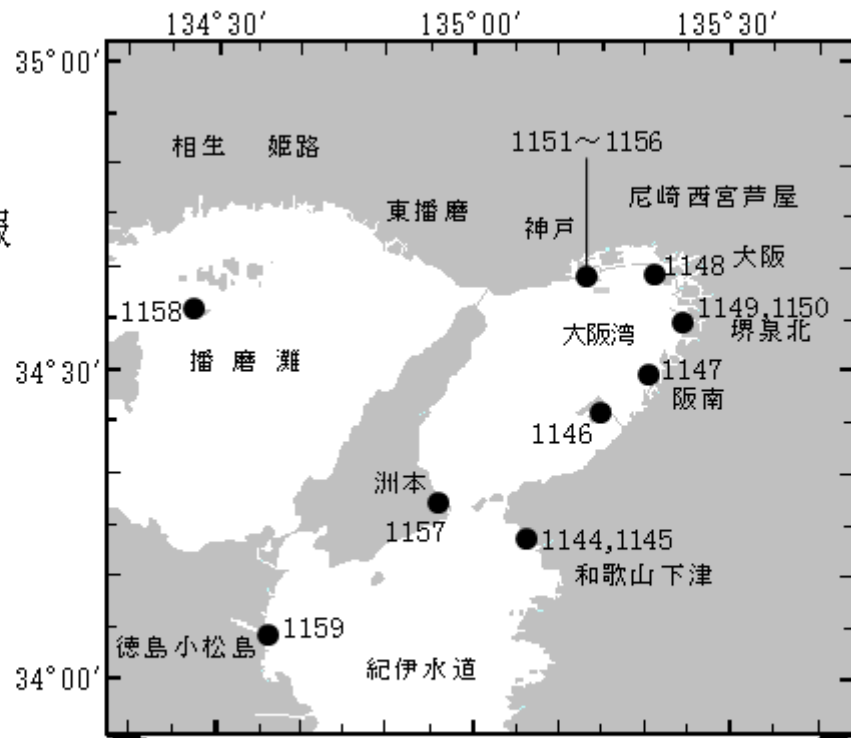 134°30′ 135°00′ 135°30′
35°00′
相生 姫路
1151～1156
尼崎西宮芦屋
東播磨
神戸
報
1148 大阪
1158
1149,1150
大阪湾
堺泉北
34°30′
播磨灘
1147
阪南
1146
洲本
1157
1144,1145
和歌山下津
1159
徳島小松島
紀伊水道
34°00′